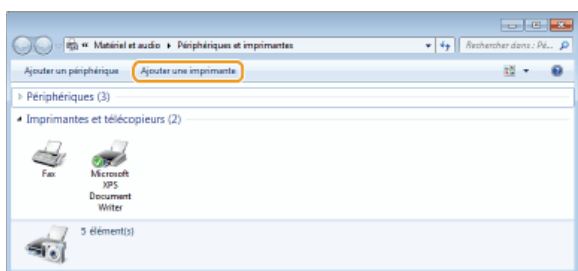 « Matériel et audio ▸ Périphériques et imprimantes
Rechercher dans : Pé...
Ajouter un périphérique
Ajouter une imprimante
Périphériques (3)
Imprimantes et télécopieurs (2)
Fax
Microsoft
XPS
Document
Writer
5 élément(s)